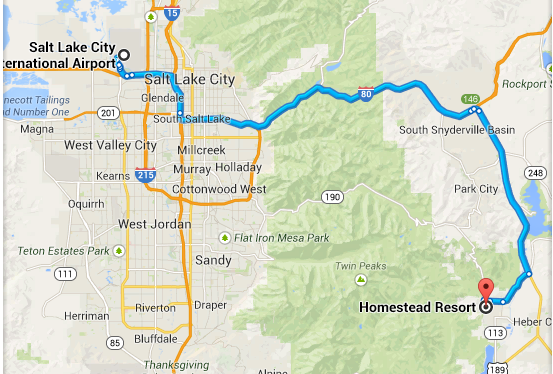 15
Salt Lake City
nternational Airport
Salt Lake City
80
Rockport S
necott Tailings
nd Number One
Glendale
201
146
Magna
South Salt Lake
South Snyderville Basin
West Valley City
Millcreek
Kearns
215
Murray
Holladay
248
Cottonwood West
Park City
Oquirrh
190
West Jordan
Flat Iron Mesa Park
Teton Estates Park
Sandy
111
Twin Peaks
Riverton
Draper
Homestead Resort
Herriman
113
Heber C
85
Bluffdale
Thanksgiving
Alpine
189